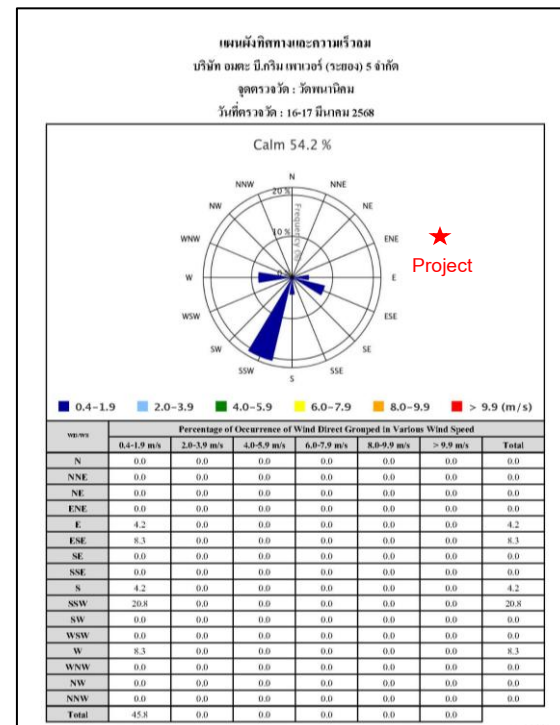 แผนผังทิศทางและความเร็วลม
บริษัท อมตะ บี.กริม เพาเวอร์ (ระยอง) 5 จำกัด
จุดตรวจวัด : วัดพนานิคม
วันที่ตรวจวัด : 16-17 มีนาคม 2568
Calm 54.2 %
N
NNW
NNE
20 %
NW
NE
Frequency (%)
WNW
10 %
ENE
Project
W
E
WSW
ESE
SW
SE
SSW
SSE
S
0.4-1.9 2.0-3.9 4.0-5.9 6.0-7.9 8.0-9.9 > 9.9 (m/s)
WD/WS Percentage of Occurrence of Wind Direct Grouped in Various Wind Speed
0.4-1.9 m/s 2.0-3.9 m/s 4.0-5.9 m/s 6.0-7.9 m/s 8.0-9.9 m/s > 9.9 m/s Total
N 0.0 0.0 0.0 0.0 0.0 0.0 0.0
NNE 0.0 0.0 0.0 0.0 0.0 0.0 0.0
NE 0.0 0.0 0.0 0.0 0.0 0.0 0.0
ENE 0.0 0.0 0.0 0.0 0.0 0.0 0.0
E 4.2 0.0 0.0 0.0 0.0 0.0 4.2
ESE 8.3 0.0 0.0 0.0 0.0 0.0 8.3
SE 0.0 0.0 0.0 0.0 0.0 0.0 0.0
SSE 0.0 0.0 0.0 0.0 0.0 0.0 0.0
S 4.2 0.0 0.0 0.0 0.0 0.0 4.2
SSW 20.8 0.0 0.0 0.0 0.0 0.0 20.8
SW 0.0 0.0 0.0 0.0 0.0 0.0 0.0
WSW 0.0 0.0 0.0 0.0 0.0 0.0 0.0
W 8.3 0.0 0.0 0.0 0.0 0.0 8.3
WNW 0.0 0.0 0.0 0.0 0.0 0.0 0.0
NW 0.0 0.0 0.0 0.0 0.0 0.0 0.0
NNW 0.0 0.0 0.0 0.0 0.0 0.0 0.0
Total 45.8 0.0 0.0 0.0 0.0 0.0